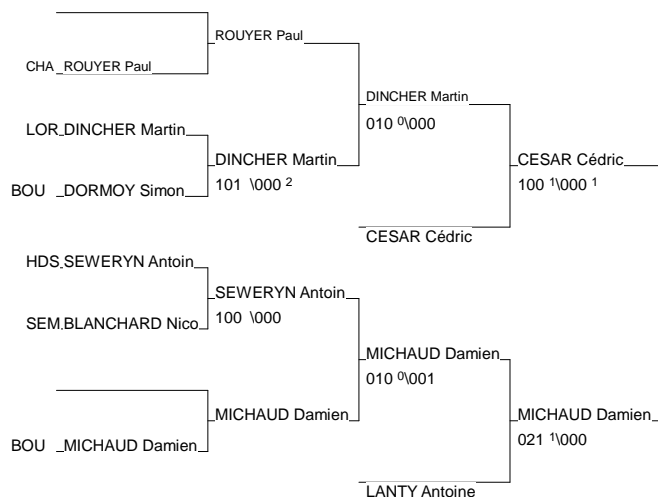 ROUYER Paul
CHA ROUYER Paul
DINCHER Martin
010 0\000
LOR DINCHER Martin
DINCHER Martin
101 \000 2
CESAR Cédric
100 1\000 1
BOU DORMOY Simon
CESAR Cédric
HDS SEWERYN Antoin
SEWERYN Antoin
100 \000
SEM BLANCHARD Nico
MICHAUD Damien
010 0\001
MICHAUD Damien
MICHAUD Damien
021 1\000
BOU MICHAUD Damien
LANTY Antoine